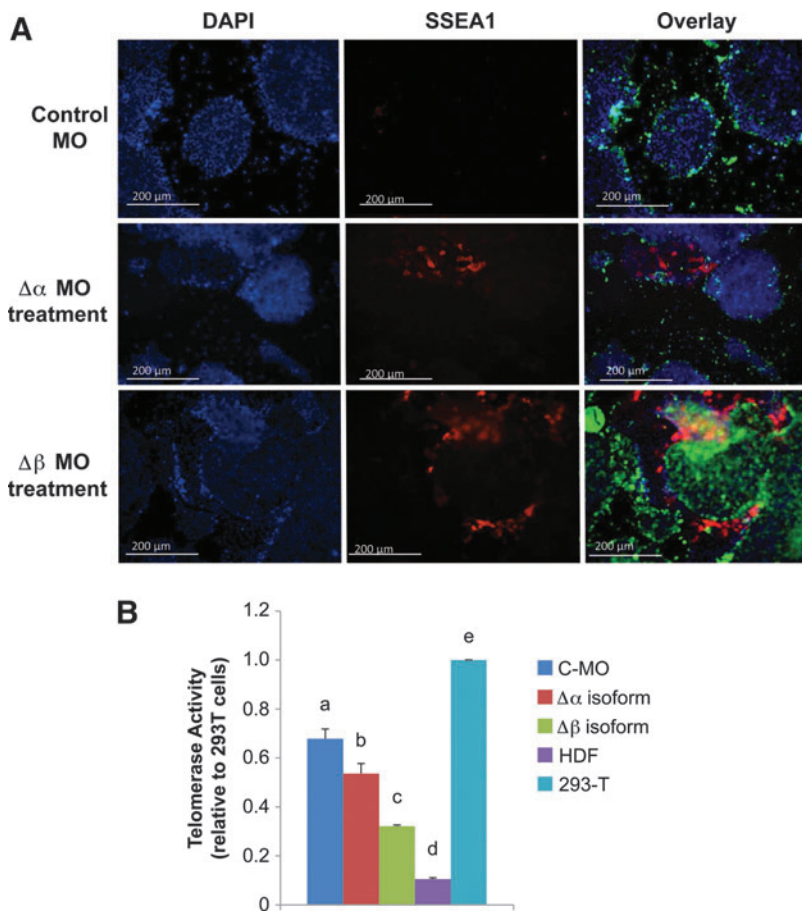 A
DAPI
SSEA1
Overlay
Control
MO
200 µm
200 µm
200 µm
Δα MO
treatment
200 µm
200 µm
200 µm
Δβ MO
treatment
200 µm
200 µm
200 µm
B
Telomerase Activity
(relative to 293T cells)
1.2
1.0
0.8
0.6
0.4
0.2
0
a
b
c
d
e
C-MO
Δα isoform
Δβ isoform
HDF
293-T